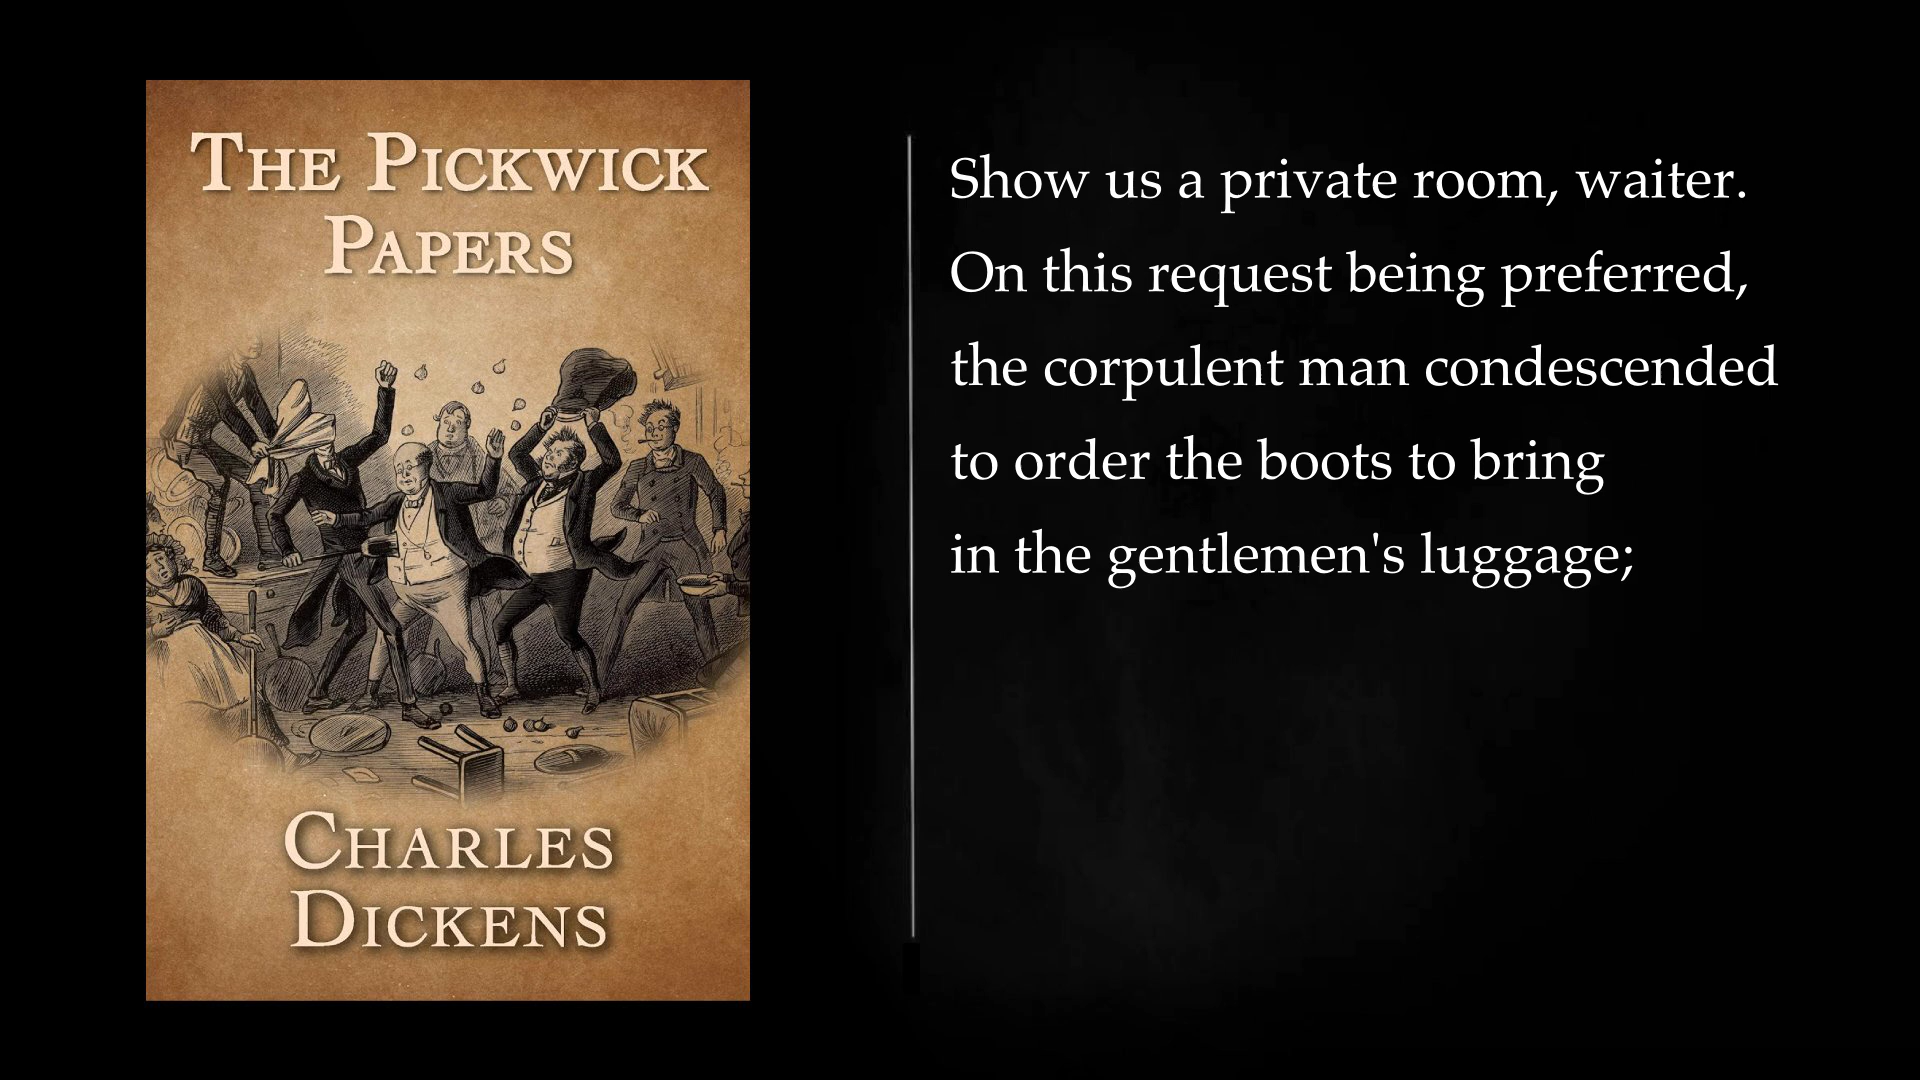 The Pickwick
Papers
Charles
Dickens
Show us a private room, waiter.
On this request being preferred,
the corpulent man condescended
to order the boots to bring
in the gentlemen's luggage;